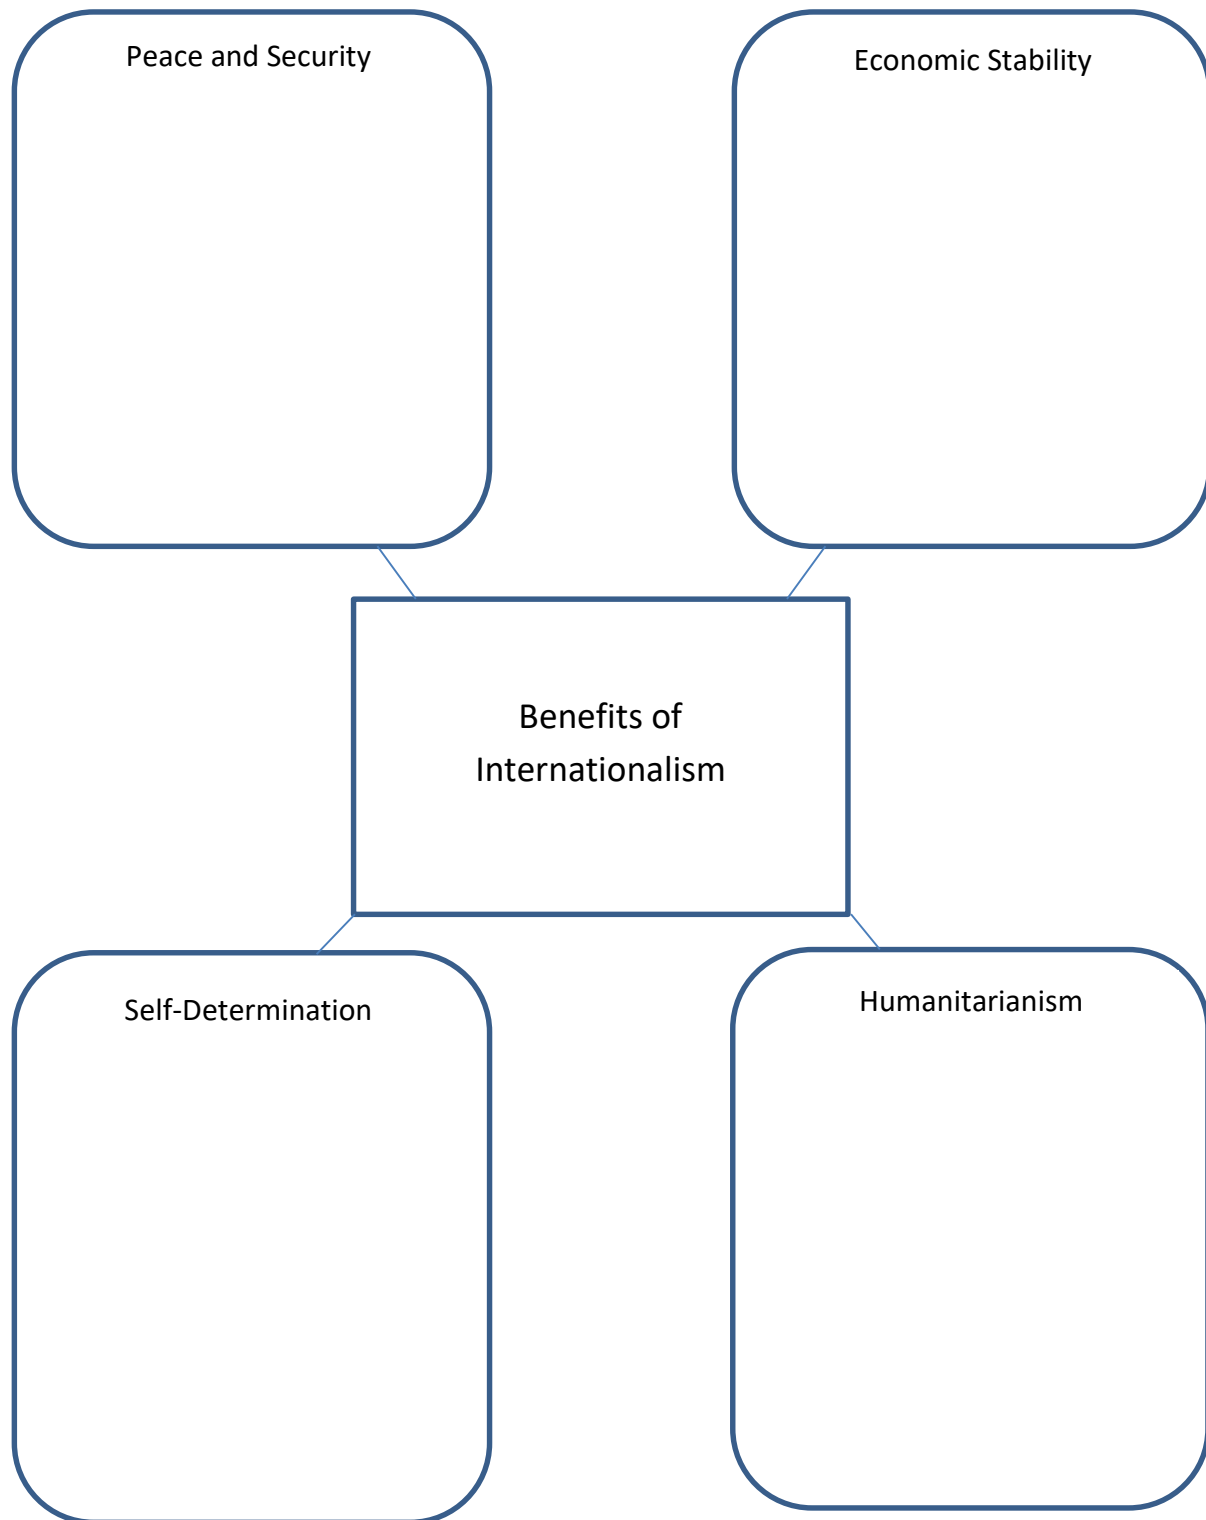 Peace and Security
Economic Stability
Benefits of
Internationalism
Self-Determination
Humanitarianism